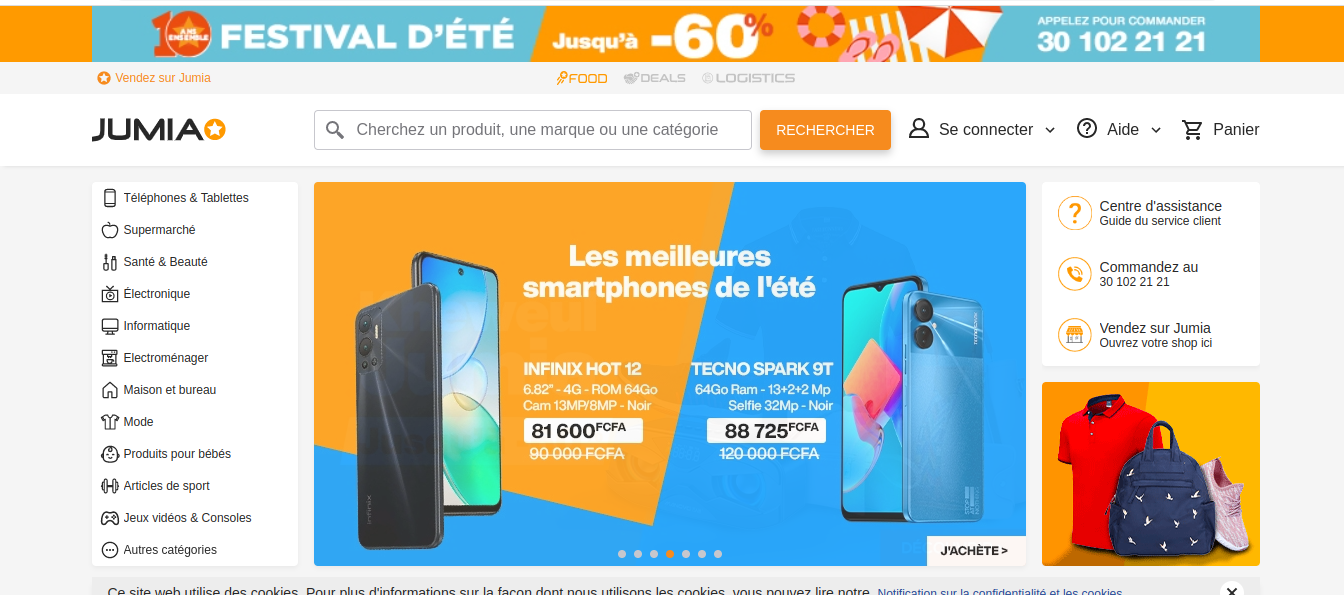 10 ANS ENSEMBLE
FESTIVAL D'ÉTÉ
Jusqu'à -60%
APPELEZ POUR COMMANDER
30 102 21 21
Vendez sur Jumia
FOOD
DEALS
LOGISTICS
JUMIA
Cherchez un produit, une marque ou une catégorie
RECHERCHER
Se connecter
Aide
Panier
Téléphones & Tablettes
Supermarché
Santé & Beauté
Électronique
Informatique
Electroménager
Maison et bureau
Mode
Produits pour bébés
Articles de sport
Jeux vidéos & Consoles
Autres catégories
Les meilleures
smartphones de l'été
INFINIX HOT 12
6.82" - 4G - ROM 64Go
Cam 13MP/8MP - Noir
81 600 FCFA
90 000 FCFA
TECNO SPARK 9T
64Go Ram - 13+2+2 Mp
Selfie 32Mp - Noir
88 725 FCFA
120 000 FCFA
J'ACHÈTE >
Centre d'assistance
Guide du service client
Commandez au
30 102 21 21
Vendez sur Jumia
Ouvrez votre shop ici
Ce site web utilise des cookies. Pour plus d'informations sur la façon dont nous utilisons les cookies, vous pouvez lire notre Notification sur la confidentialité et les cookies